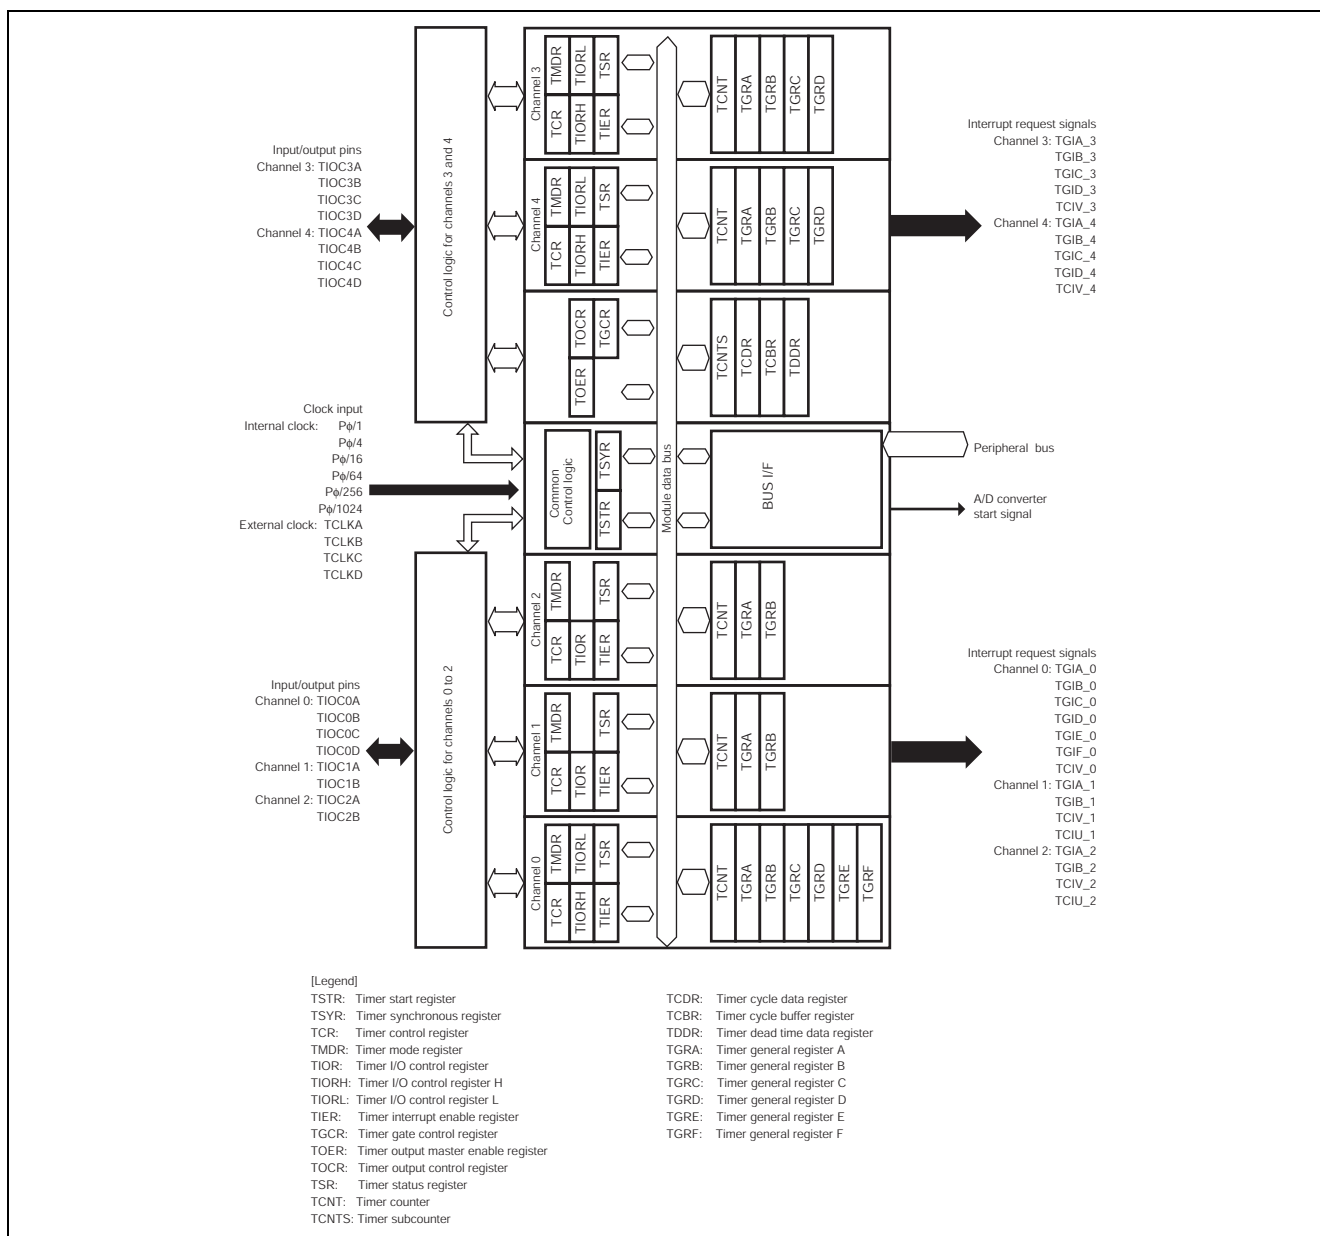 Input/output pins
Channel 3: TIOC3A
TIOC3B
TIOC3C
TIOC3D
Channel 4: TIOC4A
TIOC4B
TIOC4C
TIOC4D
Clock input
Internal clock: Pφ/1
Pφ/4
Pφ/16
Pφ/64
Pφ/256
Pφ/1024
External clock: TCLKA
TCLKB
TCLKC
TCLKD
Input/output pins
Channel 0: TIOC0A
TIOC0B
TIOC0C
TIOC0D
Channel 1: TIOC1A
TIOC1B
Channel 2: TIOC2A
TIOC2B
Control logic for channels 3 and 4
Control logic for channels 0 to 2
Channel 3
TCR
TMDR
TIORH
TIORL
TIER
TSR
TCNT
TGRA
TGRB
TGRC
TGRD
Channel 4
TCR
TMDR
TIORH
TIORL
TIER
TSR
TCNT
TGRA
TGRB
TGRC
TGRD
TOER
TOCR
TGCR
TCNTS
TCDR
TCBR
TDDR
Common
Control logic
TSTR
TSYR
Module data bus
BUS I/F
Channel 2
TCR
TMDR
TIOR
TIER
TSR
TCNT
TGRA
TGRB
Channel 1
TCR
TMDR
TIOR
TIER
TSR
TCNT
TGRA
TGRB
Channel 0
TCR
TMDR
TIORH
TIORL
TIER
TSR
TCNT
TGRA
TGRB
TGRC
TGRD
TGRE
TGRF
Interrupt request signals
Channel 3: TGIA_3
TGIB_3
TGIC_3
TGID_3
TCIV_3
Channel 4: TGIA_4
TGIB_4
TGIC_4
TGID_4
TCIV_4
Peripheral bus
A/D converter
start signal
Interrupt request signals
Channel 0: TGIA_0
TGIB_0
TGIC_0
TGID_0
TGIE_0
TGIF_0
TCIV_0
Channel 1: TGIA_1
TGIB_1
TCIV_1
TCIU_1
Channel 2: TGIA_2
TGIB_2
TCIV_2
TCIU_2
[Legend]
TSTR: Timer start register
TSYR: Timer synchronous register
TCR: Timer control register
TMDR: Timer mode register
TIOR: Timer I/O control register
TIORH: Timer I/O control register H
TIORL: Timer I/O control register L
TIER: Timer interrupt enable register
TGCR: Timer gate control register
TOER: Timer output master enable register
TOCR: Timer output control register
TSR: Timer status register
TCNT: Timer counter
TCNTS: Timer subcounter
TCDR: Timer cycle data register
TCBR: Timer cycle buffer register
TDDR: Timer dead time data register
TGRA: Timer general register A
TGRB: Timer general register B
TGRC: Timer general register C
TGRD: Timer general register D
TGRE: Timer general register E
TGRF: Timer general register F